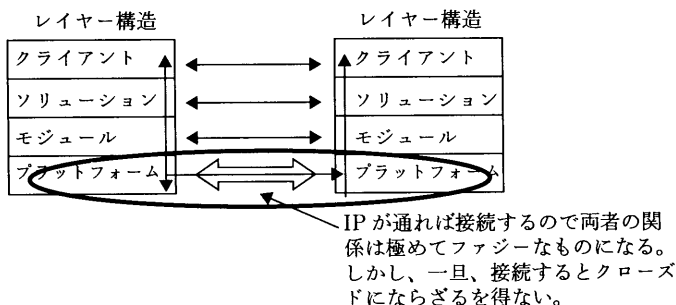 レイヤー構造
レイヤー構造
クライアント
クライアント
ソリューション
ソリューション
モジュール
モジュール
プラットフォーム
プラットフォーム
IPが通れば接続するので両者の関
係は極めてファジーなものになる。
しかし、一旦、接続するとクローズ
ドにならざるを得ない。